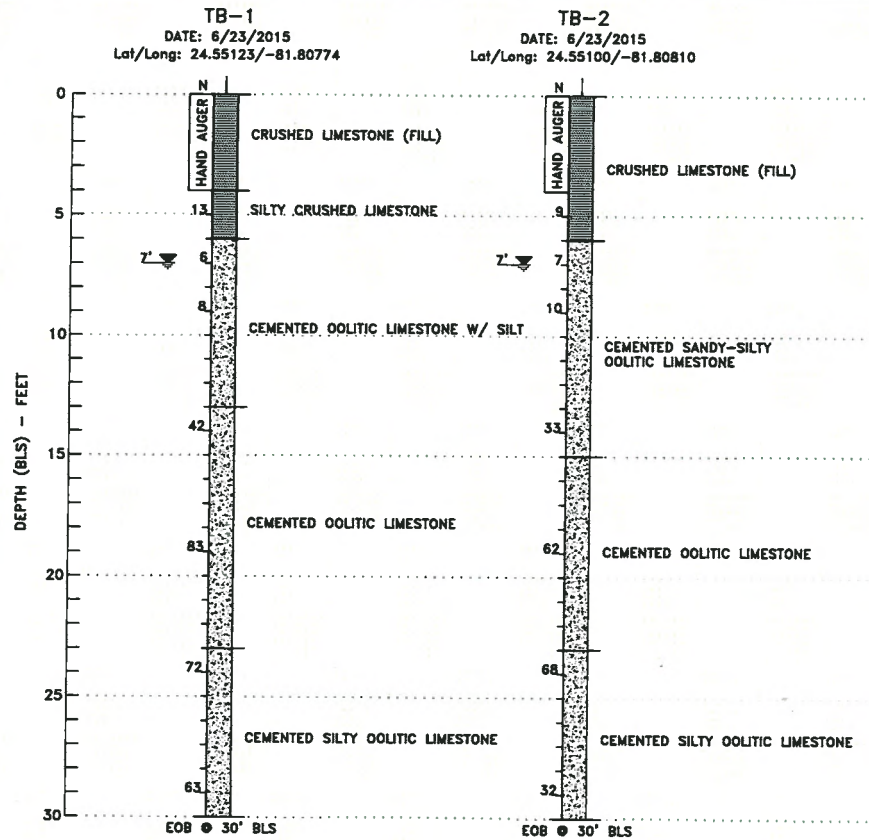 TB-1
DATE: 6/23/2015
Lat/Long: 24.55123/-81.80774
TB-2
DATE: 6/23/2015
Lat/Long: 24.55100/-81.80810
DEPTH (BLS) - FEET
0
5
10
15
20
25
30
N
HAND AUGER
CRUSHED LIMESTONE (FILL)
13
SILTY CRUSHED LIMESTONE
7'
6
8
CEMENTED OOLITIC LIMESTONE W/ SILT
42
CEMENTED OOLITIC LIMESTONE
83
72
CEMENTED SILTY OOLITIC LIMESTONE
63
EOB @ 30' BLS
N
HAND AUGER
CRUSHED LIMESTONE (FILL)
9
7'
7
10
CEMENTED SANDY-SILTY
OOLITIC LIMESTONE
33
62
CEMENTED OOLITIC LIMESTONE
68
CEMENTED SILTY OOLITIC LIMESTONE
32
EOB @ 30' BLS